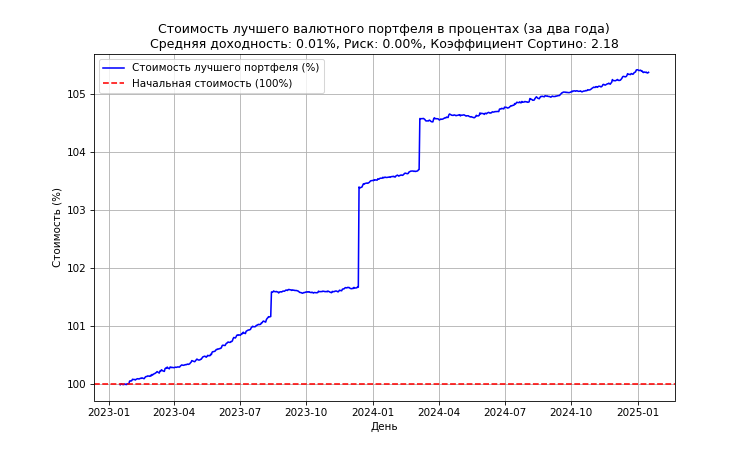 Стоимость лучшего валютного портфеля в процентах (за два года)
Средняя доходность: 0.01%, Риск: 0.00%, Коэффициент Сортино: 2.18
Стоимость лучшего портфеля (%)
Начальная стоимость (100%)
Стоимость (%)
105
104
103
102
101
100
2023-01 2023-04 2023-07 2023-10 2024-01 2024-04 2024-07 2024-10 2025-01
День